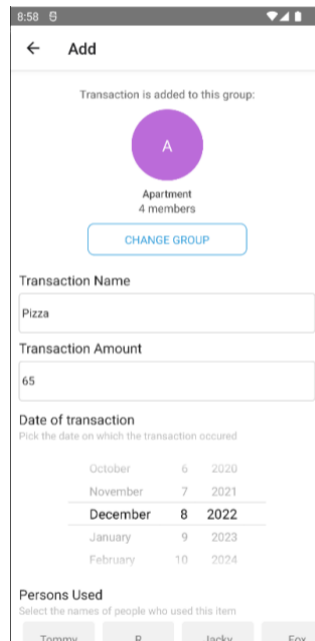 8:58
Add
Transaction is added to this group:
A
Apartment
4 members
CHANGE GROUP
Transaction Name
Pizza
Transaction Amount
65
Date of transaction
Pick the date on which the transaction occured
October 6 2020
November 7 2021
December 8 2022
January 9 2023
February 10 2024
Persons Used
Select the names of people who used this item
Tommy Jacky Fox